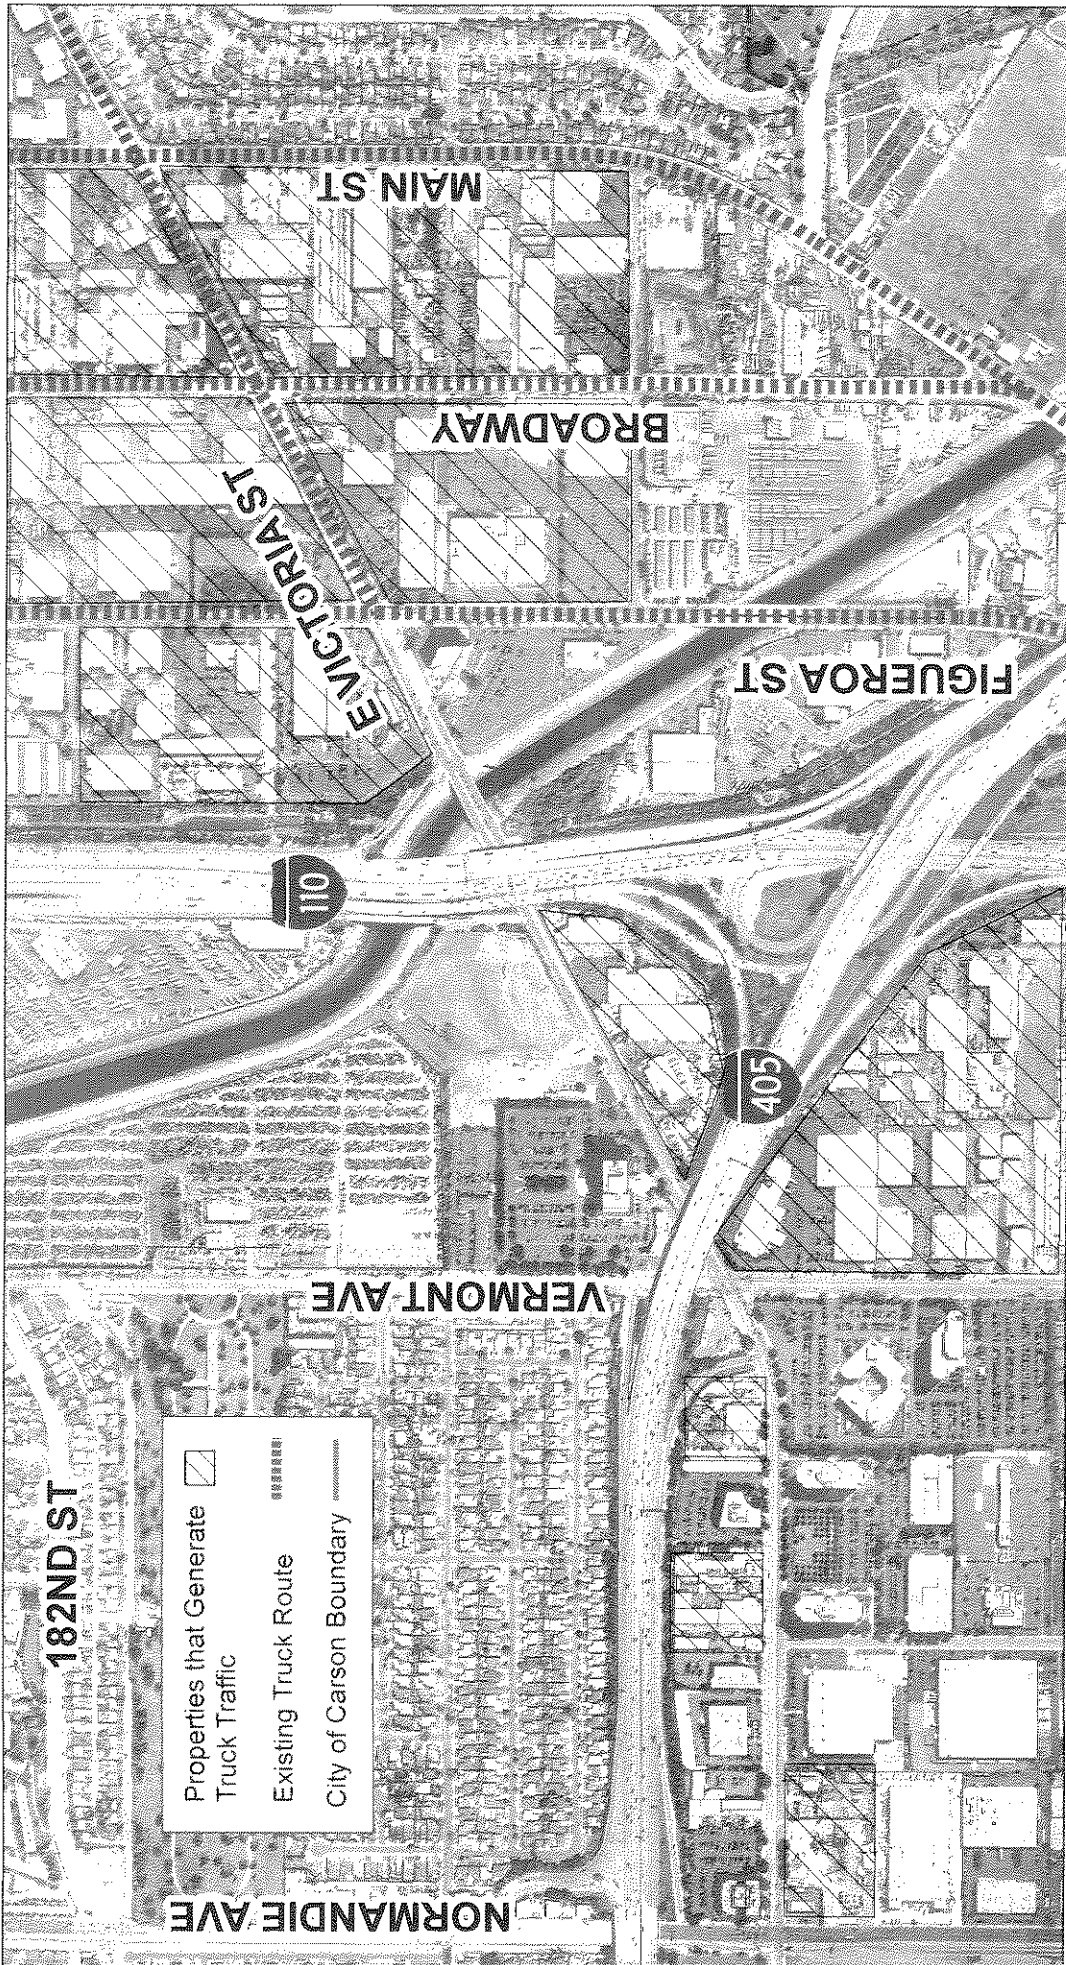 182ND ST
NORMANDIE AVE
VERMONT AVE
110
405
E VICTORIA ST
FIGUEROA ST
BROADWAY
MAIN ST
Properties that Generate
Truck Traffic
Existing Truck Route
City of Carson Boundary